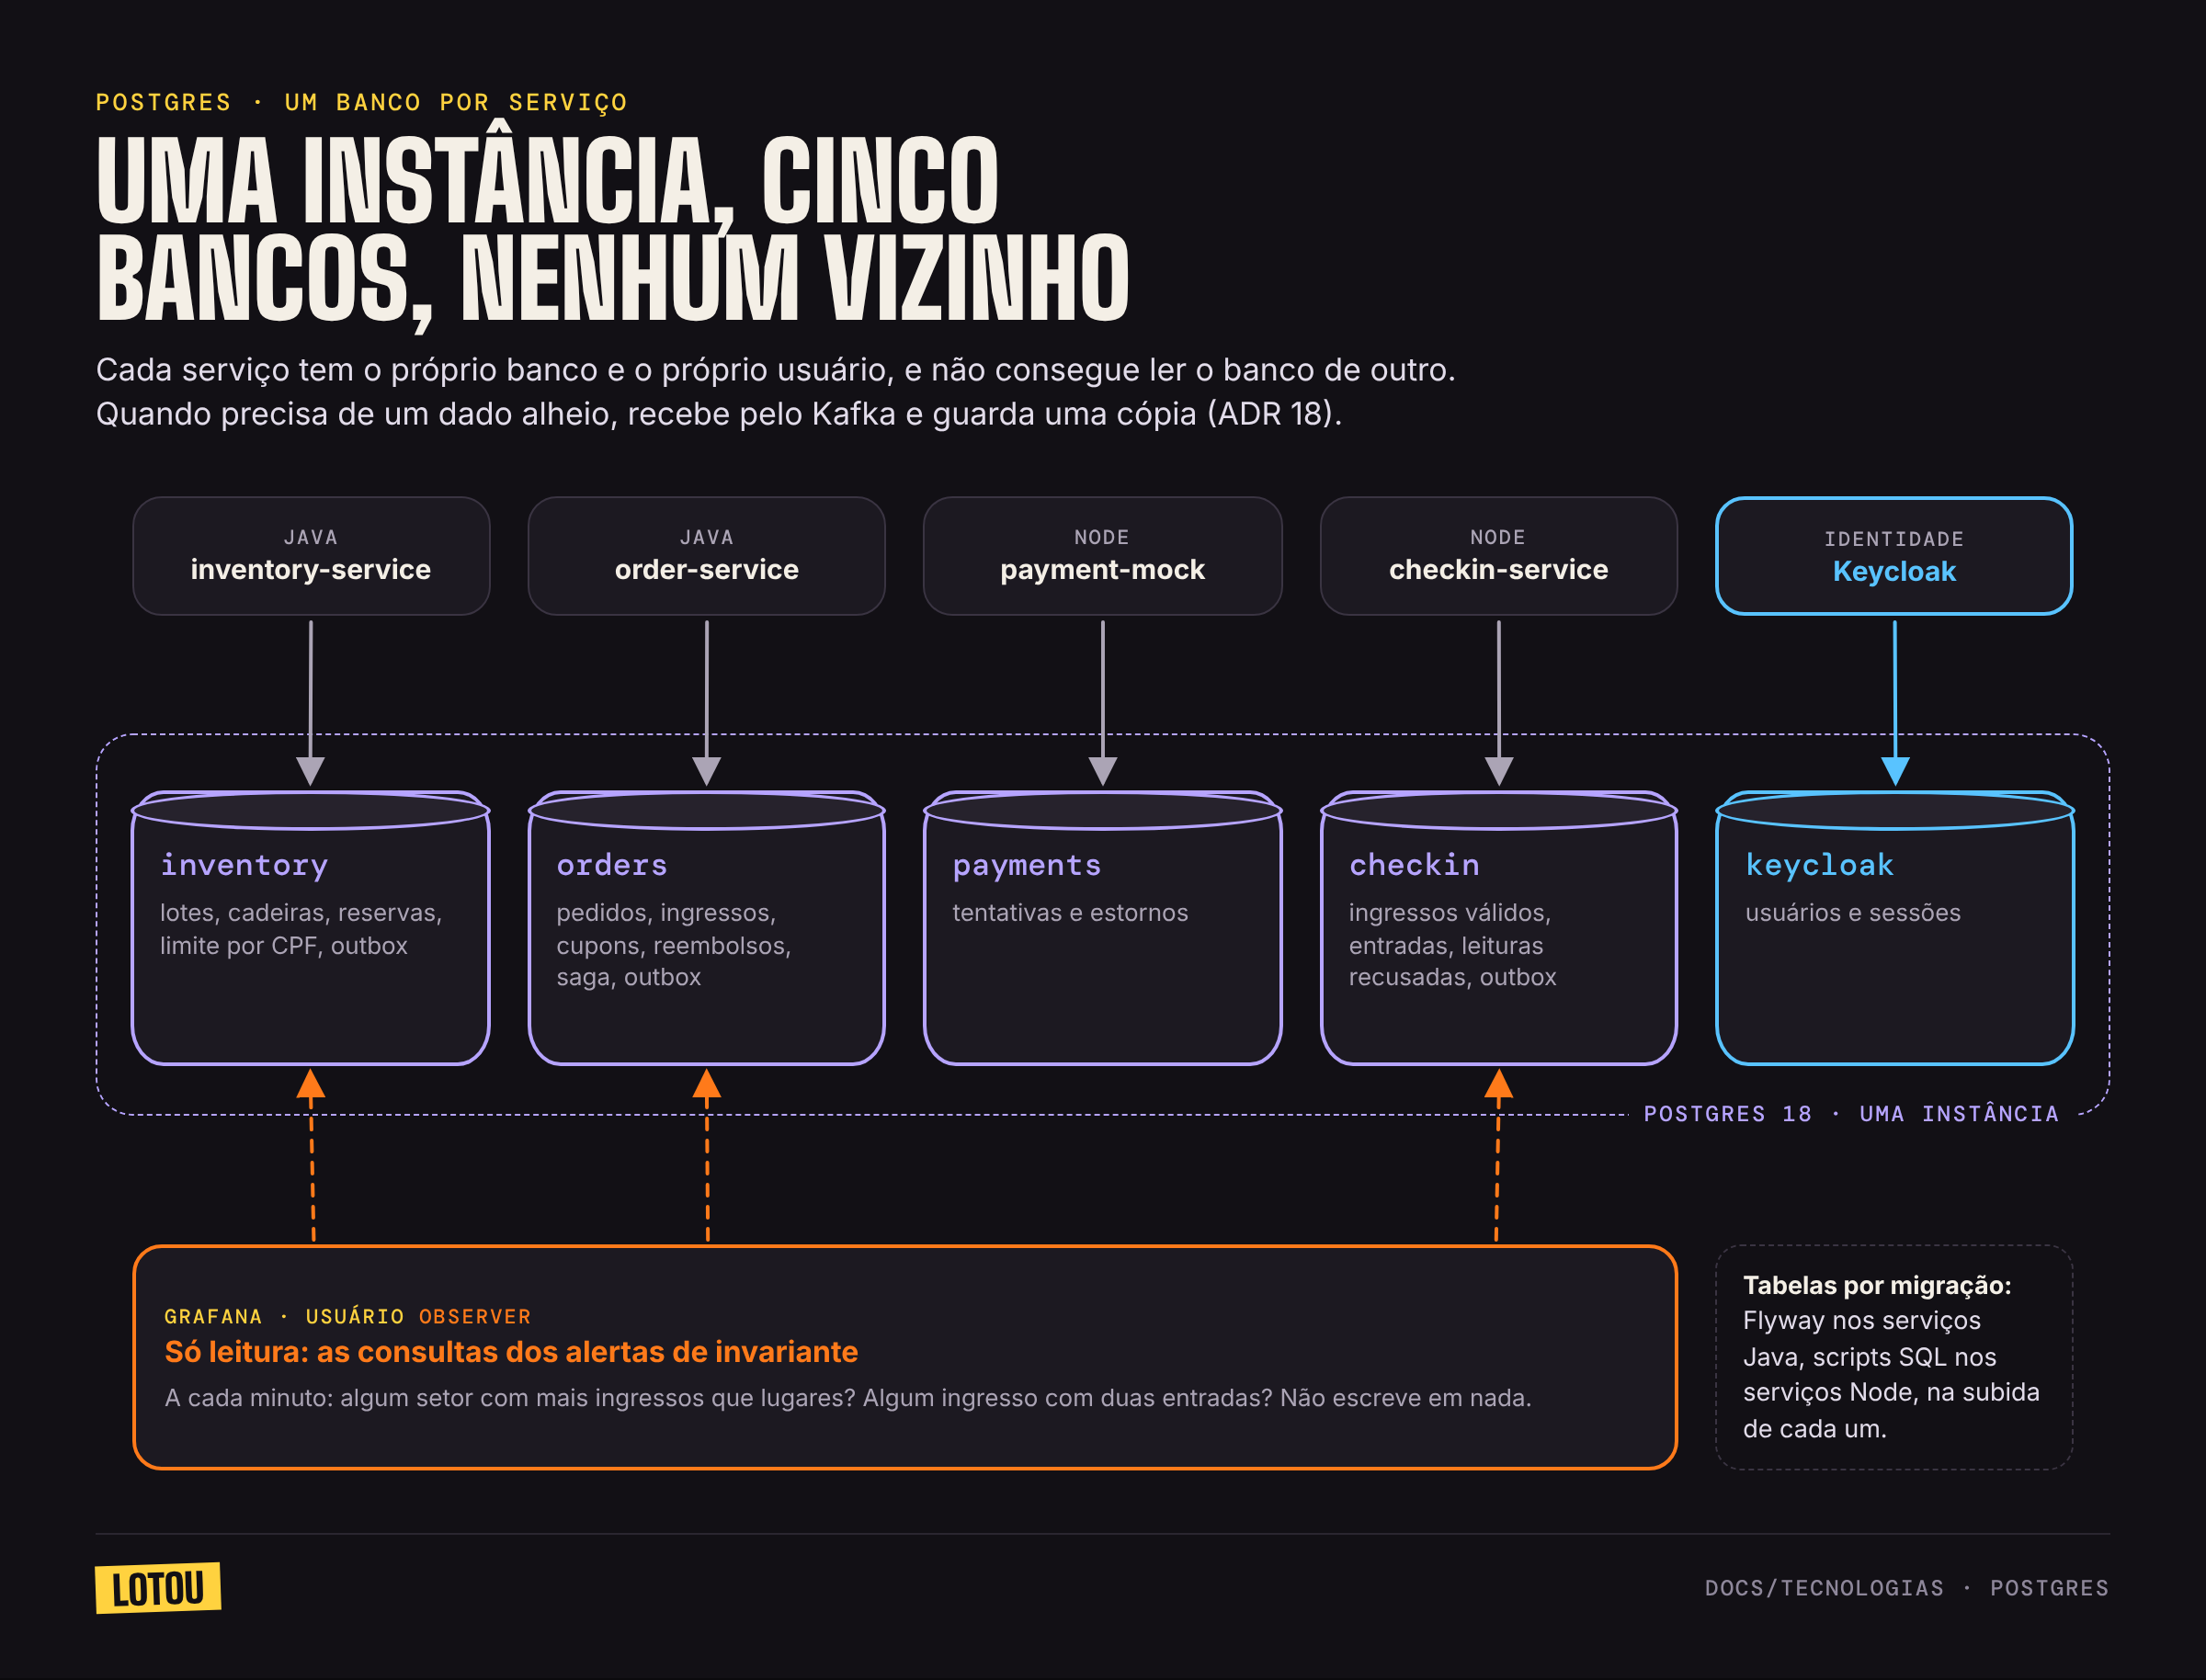 POSTGRES · UM BANCO POR SERVIÇO
UMA INSTÂNCIA, CINCO
BANCOS, NENHUM VIZINHO
Cada serviço tem o próprio banco e o próprio usuário, e não consegue ler o banco de outro.
Quando precisa de um dado alheio, recebe pelo Kafka e guarda uma cópia (ADR 18).
JAVA
inventory-service
JAVA
order-service
NODE
payment-mock
NODE
checkin-service
IDENTIDADE
Keycloak
inventory
lotes, cadeiras, reservas,
limite por CPF, outbox
orders
pedidos, ingressos,
cupons, reembolsos,
saga, outbox
payments
tentativas e estornos
checkin
ingressos válidos,
entradas, leituras
recusadas, outbox
keycloak
usuários e sessões
POSTGRES 18 · UMA INSTÂNCIA
GRAFANA · USUÁRIO OBSERVER
Só leitura: as consultas dos alertas de invariante
A cada minuto: algum setor com mais ingressos que lugares? Algum ingresso com duas entradas? Não escreve em nada.
Tabelas por migração:
Flyway nos serviços
Java, scripts SQL nos
serviços Node, na subida
de cada um.
LOTOU
DOCS/TECNOLOGIAS · POSTGRES